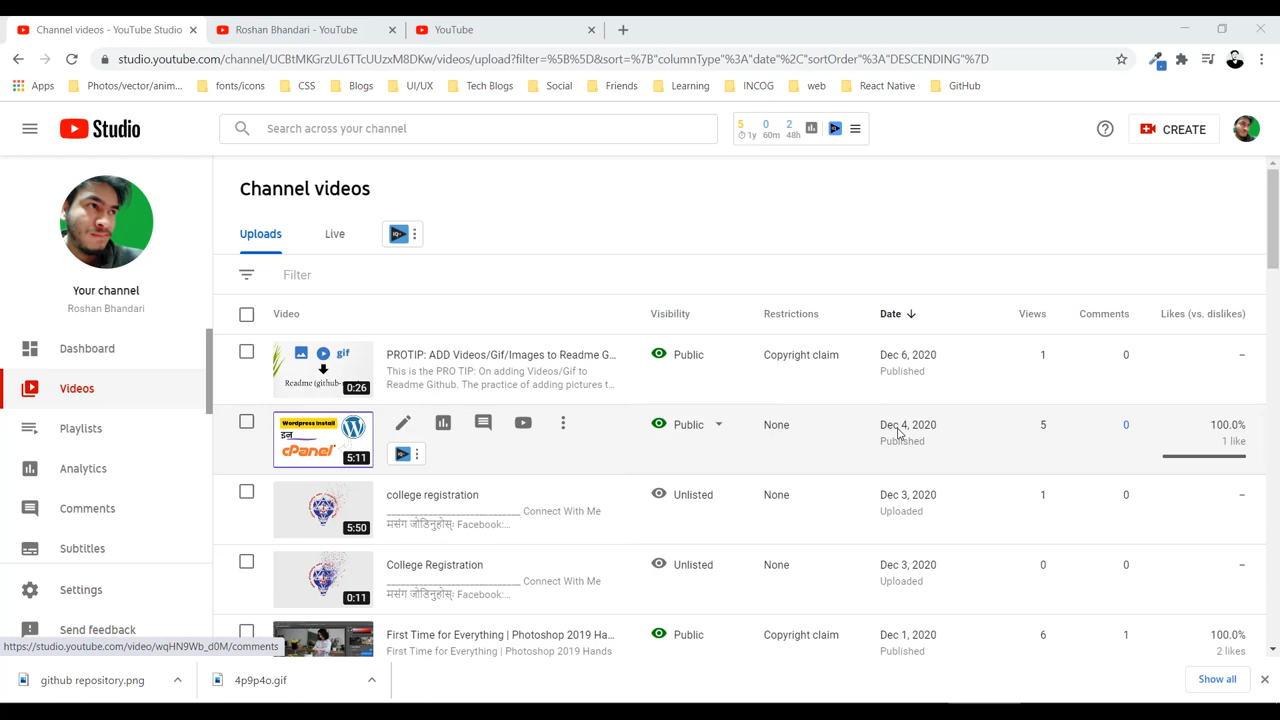 Channel videos - YouTube Studio
Roshan Bhandari - YouTube
YouTube
studio.youtube.com/channel/UCBtMKGrzUL6TTcUUzxM8DKw/videos/upload?filter=%5B%5D&sort=%7B"columnType"%3A"date"%2C"sortOrder"%3A"DESCENDING"%7D
Apps Photos/vector/anim... fonts/icons CSS Blogs UI/UX Tech Blogs Social Friends Learning INCOG web React Native GitHub
Studio
Search across your channel
5 0 2
1y 60m 48h
CREATE
Channel videos
Uploads Live IQ
Filter
Your channel
Roshan Bhandari
Dashboard
Videos
Playlists
Analytics
Comments
Subtitles
Settings
Send feedback
Video Visibility Restrictions Date Views Comments Likes (vs. dislikes)
gif
Readme (github-
0:26
PROTIP: ADD Videos/Gif/Images to Readme G...
This is the PRO TIP: On adding Videos/Gif to
Readme Github. The practice of adding pictures t...
Public Copyright claim Dec 6, 2020 1 0 –
Published
Wordpress Install
इन
cPanel
5:11
IQ
Public None Dec 4, 2020 5 0 100.0%
Published 1 like
5:50
college registration
____________________ Connect With Me
मसंग जोडिनुहोस्: Facebook:...
Unlisted None Dec 3, 2020 1 0 –
Uploaded
0:11
College Registration
____________________ Connect With Me
मसंग जोडिनुहोस्: Facebook:...
Unlisted None Dec 3, 2020 0 0 –
Uploaded
First Time for Everything | Photoshop 2019 Ha...
First Time for Everything | Photoshop 2019 Hands
Public Copyright claim Dec 1, 2020 6 1 100.0%
Published 2 likes
https://studio.youtube.com/video/wqHN9Wb_d0M/comments
github repository.png
4p9p4o.gif
Show all